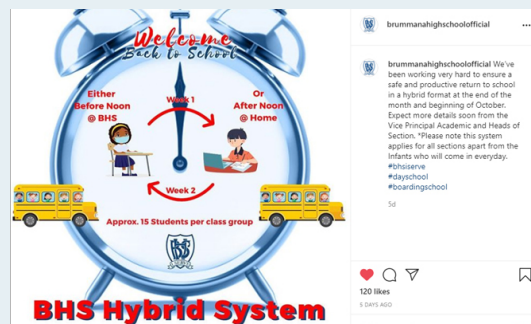 Welcome
Back to School
Either
Before Noon
@ BHS
Week 1
Or
After Noon
@ Home
Week 2
Approx. 15 Students per class group
BHS
BHS Hybrid System
brummanahighschoolofficial
brummanahighschoolofficial We've
been working very hard to ensure a
safe and productive return to school
in a hybrid format at the end of the
month and beginning of October.
Expect more details soon from the
Vice Principal Academic and Heads of
Section. *Please note this system
applies for all sections apart from the
Infants who will come in everyday.
#bhsiserve
#dayschool
#boardingschool
5d
120 likes
5 DAYS AGO